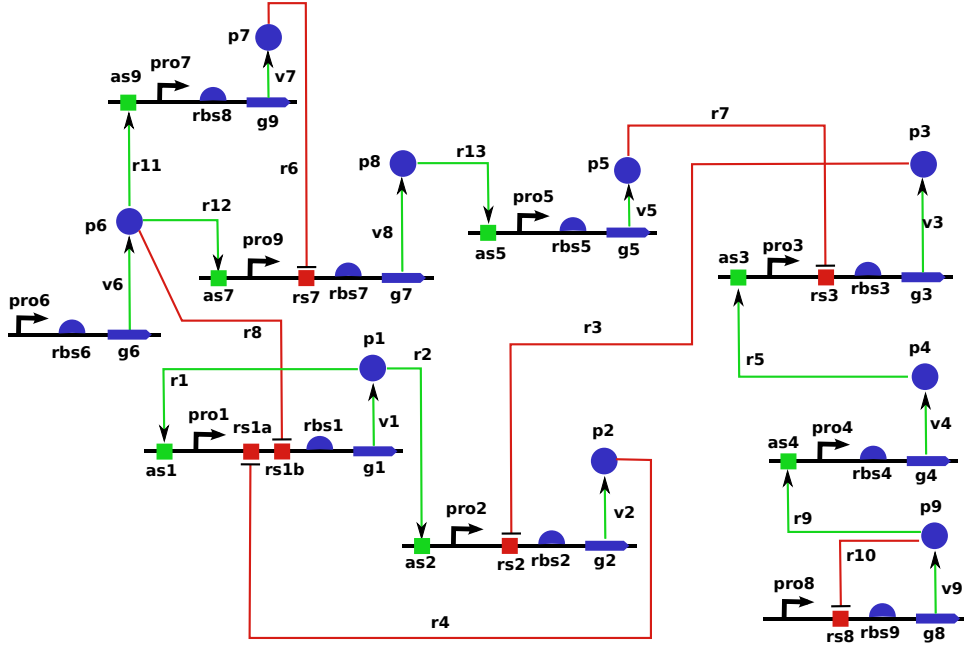 p7
v7
as9
pro7
rbs8
g9
r6
r11
r12
p6
v6
pro6
rbs6
g6
r8
pro9
as7
rs7
rbs7
g7
p8
v8
r13
pro5
as5
rbs5
g5
p5
v5
r7
p3
v3
as3
pro3
rs3
rbs3
g3
r3
r5
p4
v4
as4
pro4
rbs4
g4
r9
p9
r10
v9
pro8
rs8
rbs9
g8
r1
p1
r2
v1
pro1
rs1a
rbs1
as1
rs1b
g1
pro2
as2
rs2
rbs2
g2
p2
v2
r4